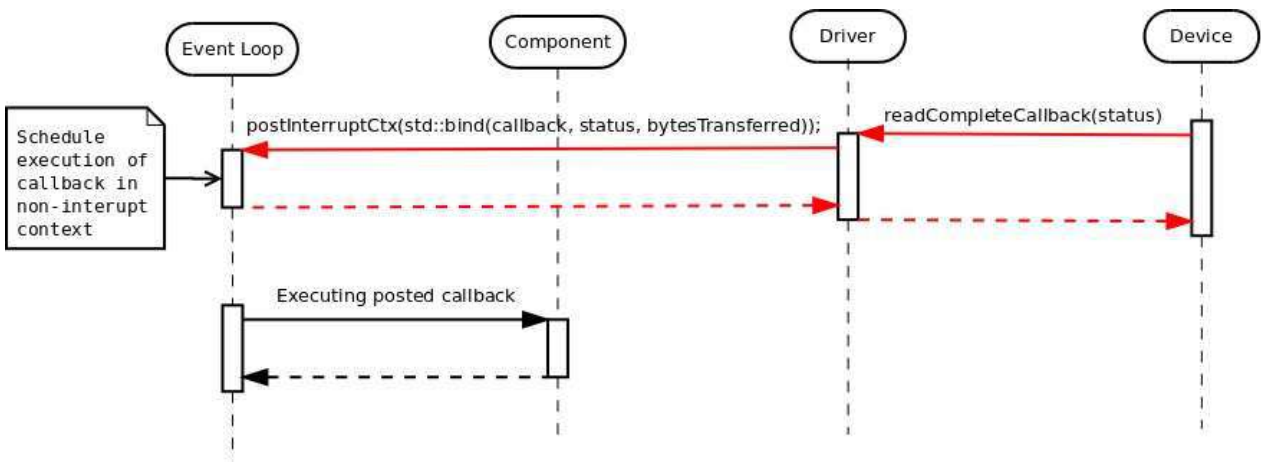 Event Loop
Component
Driver
Device
Schedule
execution of
callback in
non-interupt
context
postInterruptCtx(std::bind(callback, status, bytesTransferred));
readCompleteCallback(status)
Executing posted callback